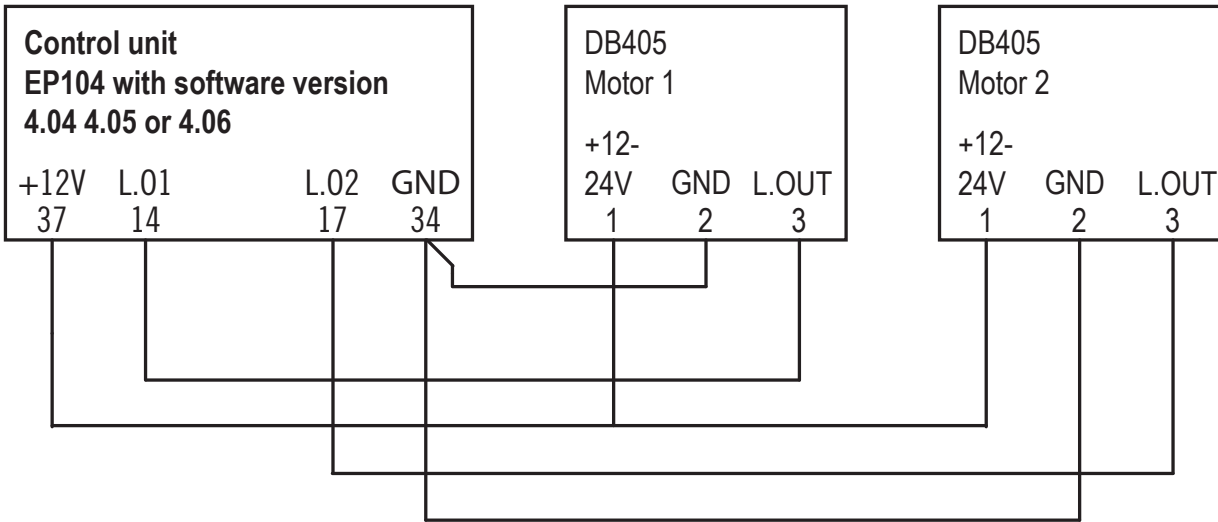 Control unit
EP104 with software version
4.04 4.05 or 4.06
+12V L.01 L.02 GND
37 14 17 34
DB405
Motor 1
+12-
24V GND L.OUT
1 2 3
DB405
Motor 2
+12-
24V GND L.OUT
1 2 3